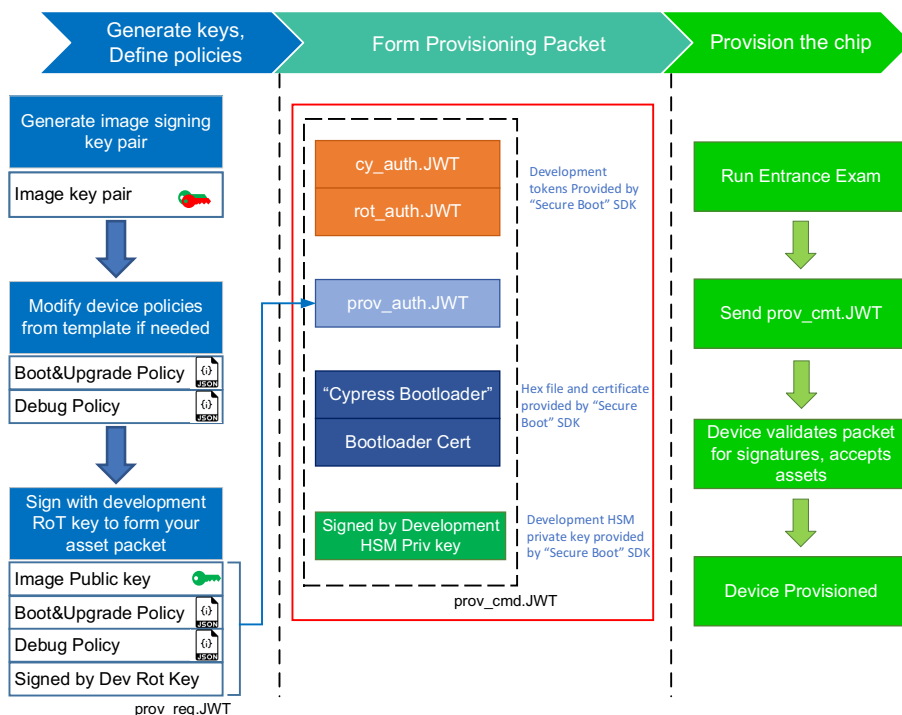 Generate keys,
Define policies
Form Provisioning Packet
Provision the chip
Generate image signing
key pair
Image key pair
Modify device policies
from template if needed
Boot&Upgrade Policy
{i}
JSON
Debug Policy
{i}
JSON
Sign with development
RoT key to form your
asset packet
Image Public key
Boot&Upgrade Policy
{i}
JSON
Debug Policy
{i}
JSON
Signed by Dev Rot Key
prov_req.JWT
cy_auth.JWT
rot_auth.JWT
Development
tokens Provided by
“Secure Boot” SDK
prov_auth.JWT
“Cypress Bootloader”
Bootloader Cert
Hex file and certificate
provided by “Secure
Boot” SDK
Signed by Development
HSM Priv key
Development HSM
private key provided
by “Secure Boot” SDK
prov_cmd.JWT
Run Entrance Exam
Send prov_cmt.JWT
Device validates packet
for signatures, accepts
assets
Device Provisioned